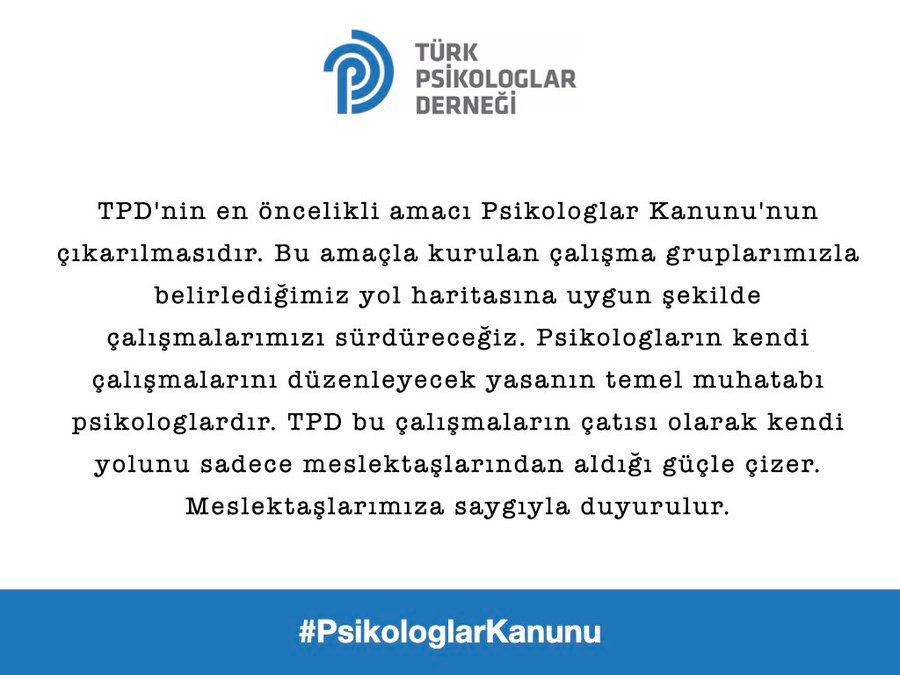 TÜRK
PSİKOLOGLAR
DERNEĞİ
TPD'nin en öncelikli amacı Psikologlar Kanunu'nun
çıkarılmasıdır. Bu amaçla kurulan çalışma gruplarımızla
belirlediğimiz yol haritasına uygun şekilde
çalışmalarımızı sürdüreceğiz. Psikologların kendi
çalışmalarını düzenleyecek yasanın temel muhatabı
psikologlardır. TPD bu çalışmaların çatısı olarak kendi
yolunu sadece meslektaşlarından aldığı güçle çizer.
Meslektaşlarımıza saygıyla duyurulur.
#PsikologlarKanunu